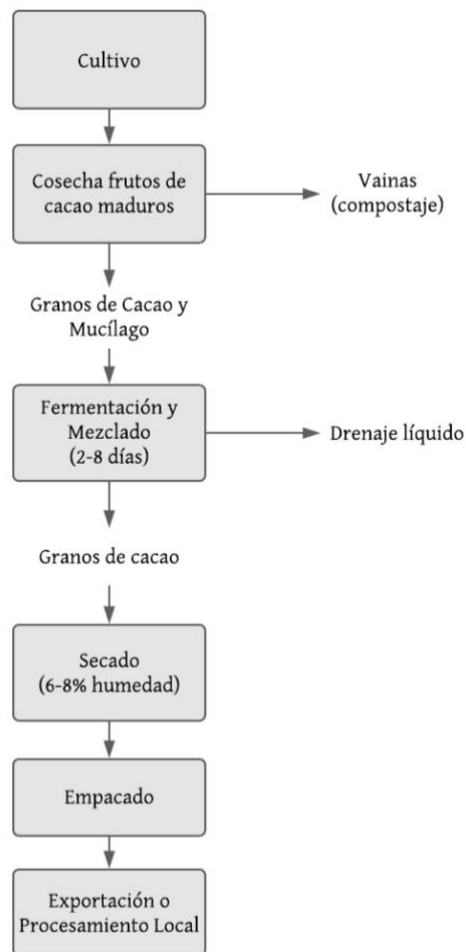 Cultivo
Cosecha frutos de
cacao maduros
Vainas
(compostaje)
Granos de Cacao y
Mucílago
Fermentación y
Mezclado
(2-8 días)
Drenaje líquido
Granos de cacao
Secado
(6-8% humedad)
Empacado
Exportación o
Procesamiento Local